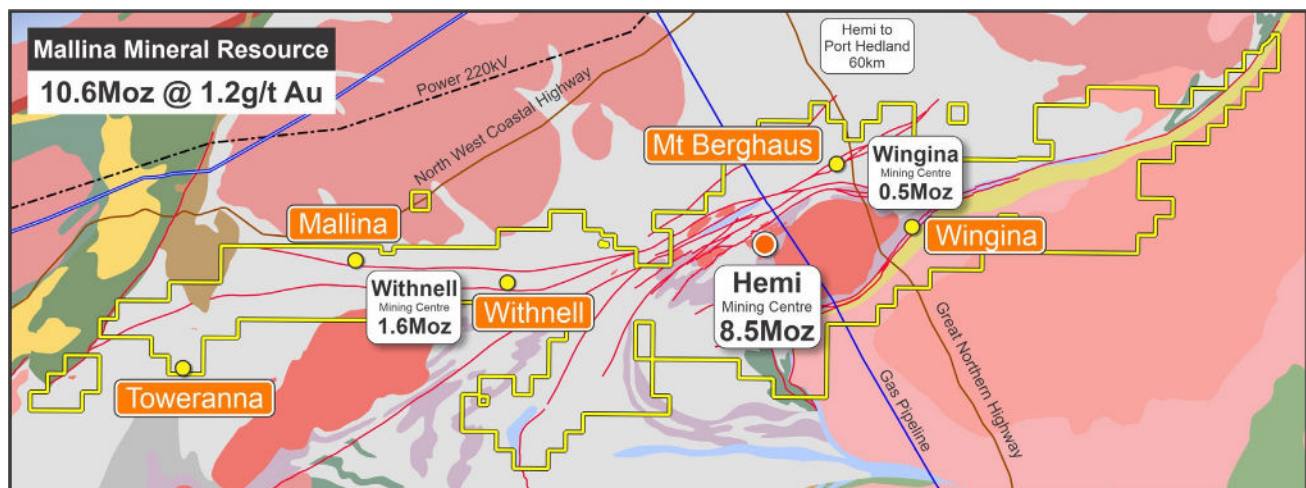 Mallina Mineral Resource
10.6Moz @ 1.2g/t Au
Power 220kV
North West Coastal Highway
Hemi to
Port Hedland
60km
Mt Berghaus
Wingina
Mining Centre
0.5Moz
Mallina
Wingina
Withnell
Mining Centre
1.6Moz
Withnell
Hemi
Mining Centre
8.5Moz
Toweranna
Gas Pipeline
Great Northern Highway